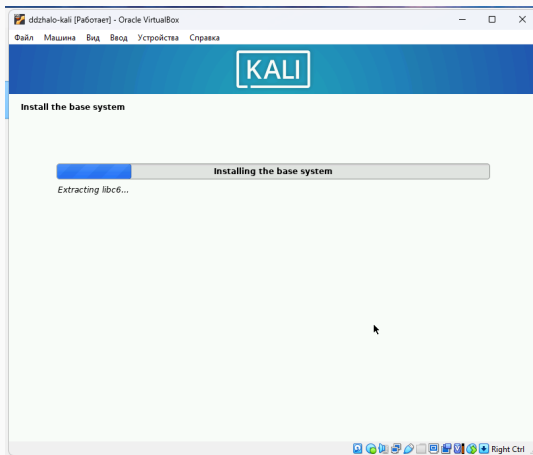 ddzhalo-kali [Работает] - Oracle VirtualBox
Файл Машина Вид Ввод Устройства Справка
KALI
Install the base system
Installing the base system
Extracting libc6...
Right Ctrl